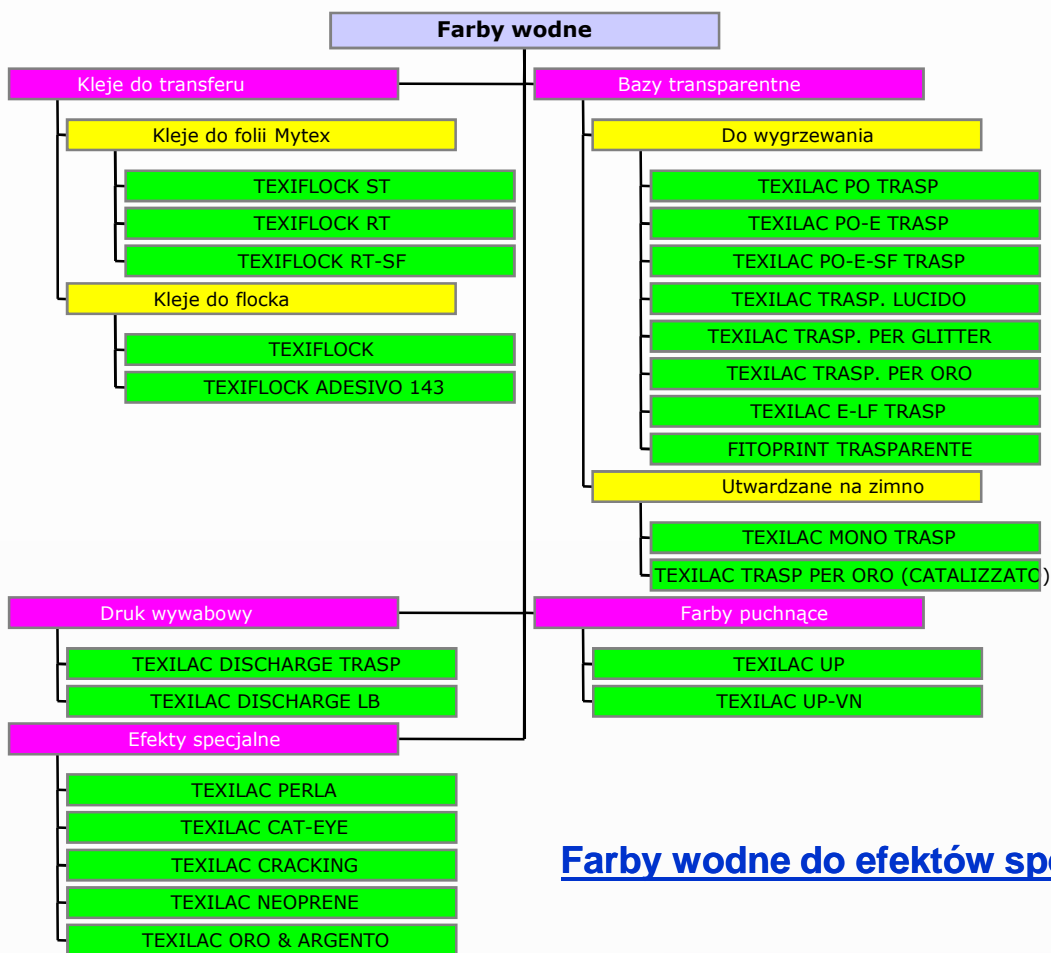 Farby wodne
Kleje do transferu
Kleje do folii Mytex
TEXIFLOCK ST
TEXIFLOCK RT
TEXIFLOCK RT-SF
Kleje do flocka
TEXIFLOCK
TEXIFLOCK ADESIVO 143
Bazy transparentne
Do wygrzewania
TEXILAC PO TRASP
TEXILAC PO-E TRASP
TEXILAC PO-E-SF TRASP
TEXILAC TRASP. LUCIDO
TEXILAC TRASP. PER GLITTER
TEXILAC TRASP. PER ORO
TEXILAC E-LF TRASP
FITOPRINT TRASPARENTE
Utwardzane na zimno
TEXILAC MONO TRASP
TEXILAC TRASP PER ORO (CATALIZZATO)
Druk wywabowy
TEXILAC DISCHARGE TRASP
TEXILAC DISCHARGE LB
Farby puchnące
TEXILAC UP
TEXILAC UP-VN
Efekty specjalne
TEXILAC PERLA
TEXILAC CAT-EYE
TEXILAC CRACKING
TEXILAC NEOPRENE
TEXILAC ORO & ARGENTO
Farby wodne do efektów